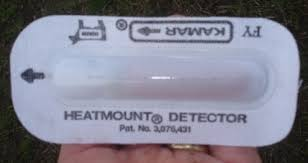 FY KAMAR
HEATMOUNT® DETECTOR
Pat. No. 3,076,431